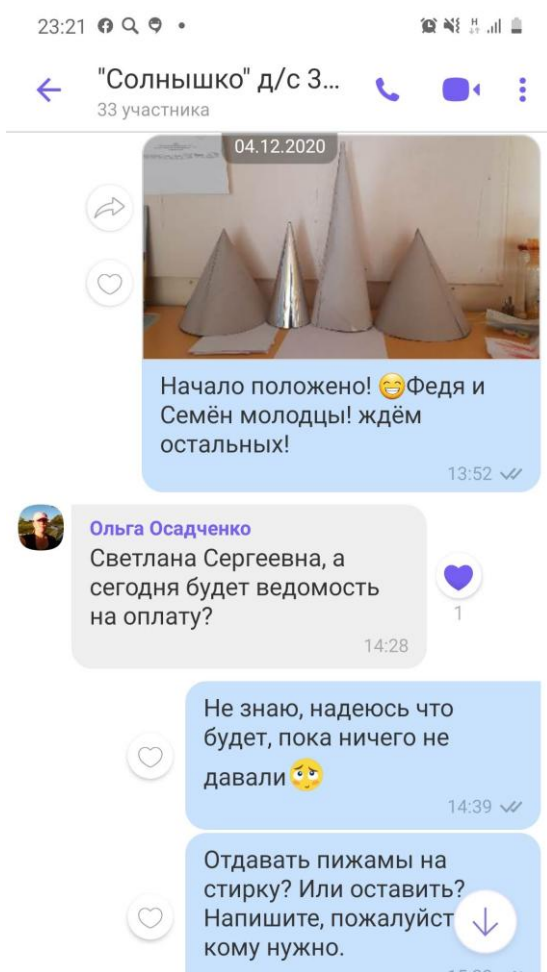 23:21
"Солнышко" д/с 3...
33 участника
04.12.2020
Начало положено! 😁Федя и
Семён молодцы! ждём
остальных!
13:52
Ольга Осадченко
Светлана Сергеевна, а
сегодня будет ведомость
на оплату?
14:28
1
Не знаю, надеюсь что
будет, пока ничего не
давали😩
14:39
Отдавать пижамы на
стирку? Или оставить?
Напишите, пожалуйст
кому нужно.